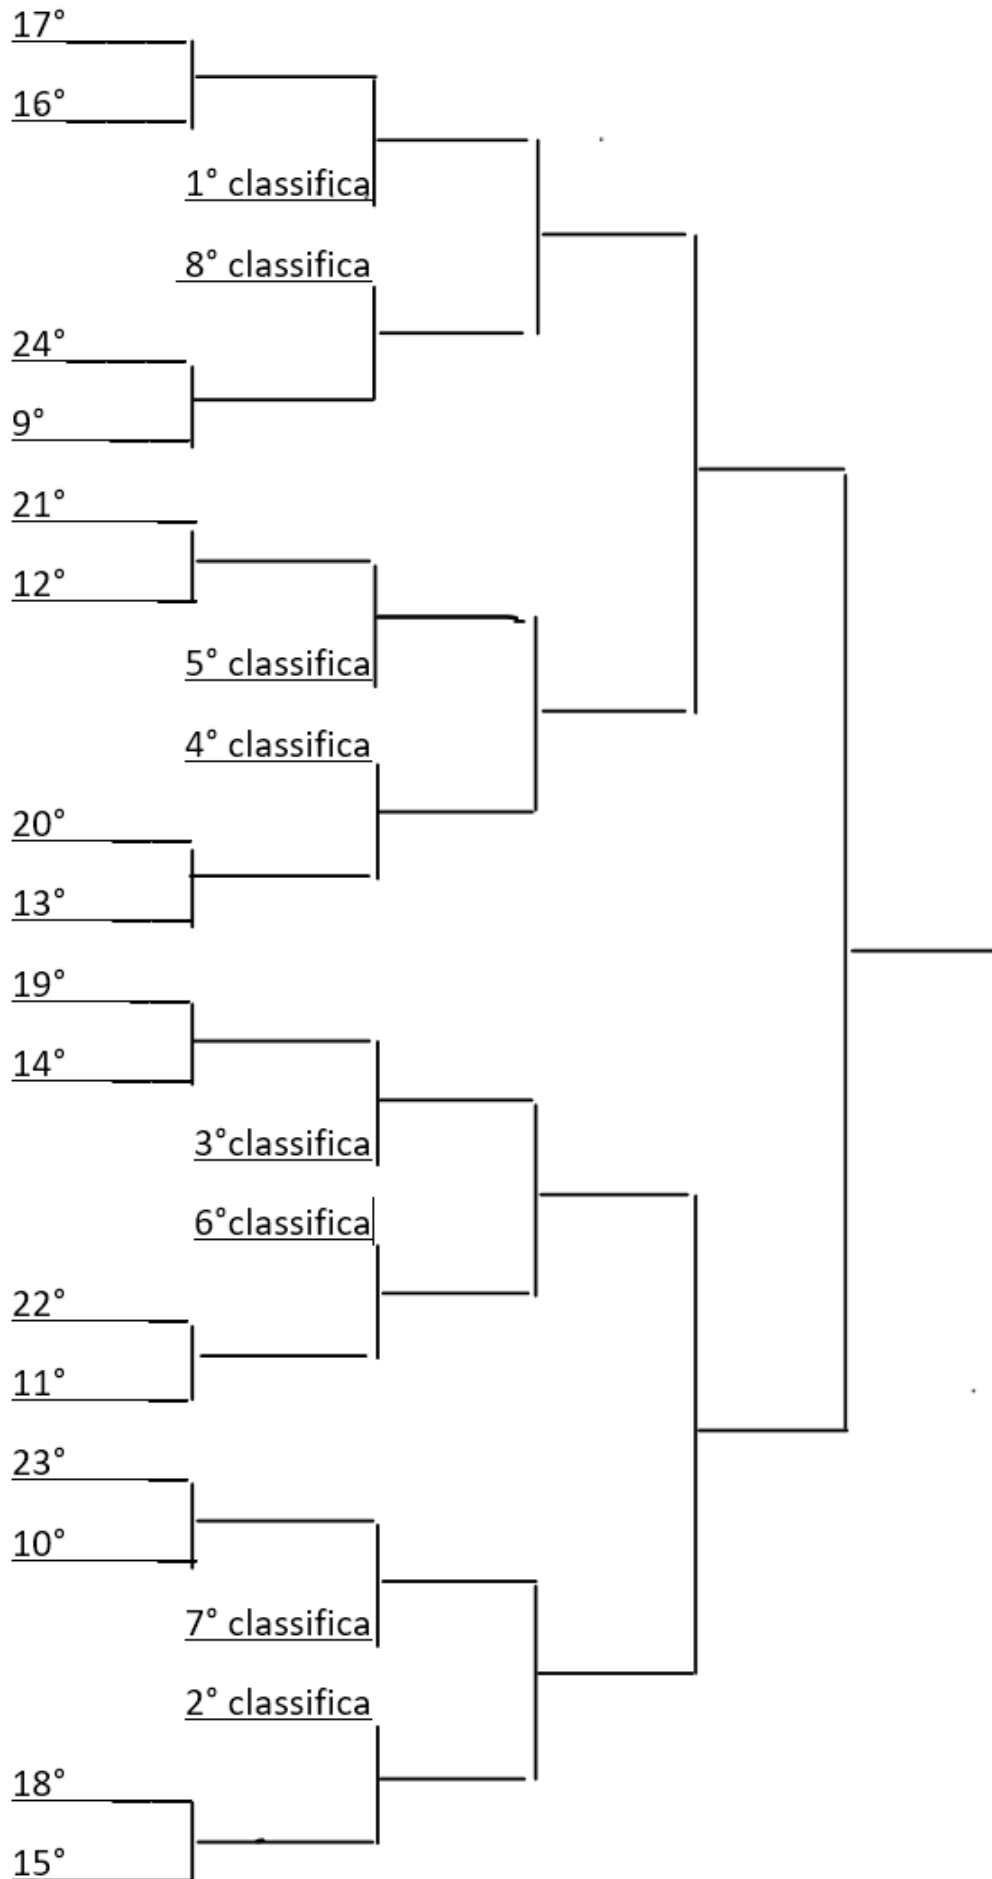 17°
16°
1° classifica
8° classifica
24°
9°
21°
12°
5° classifica
4° classifica
20°
13°
19°
14°
3°classifica
6°classifica
22°
11°
23°
10°
7° classifica
2° classifica
18°
15°